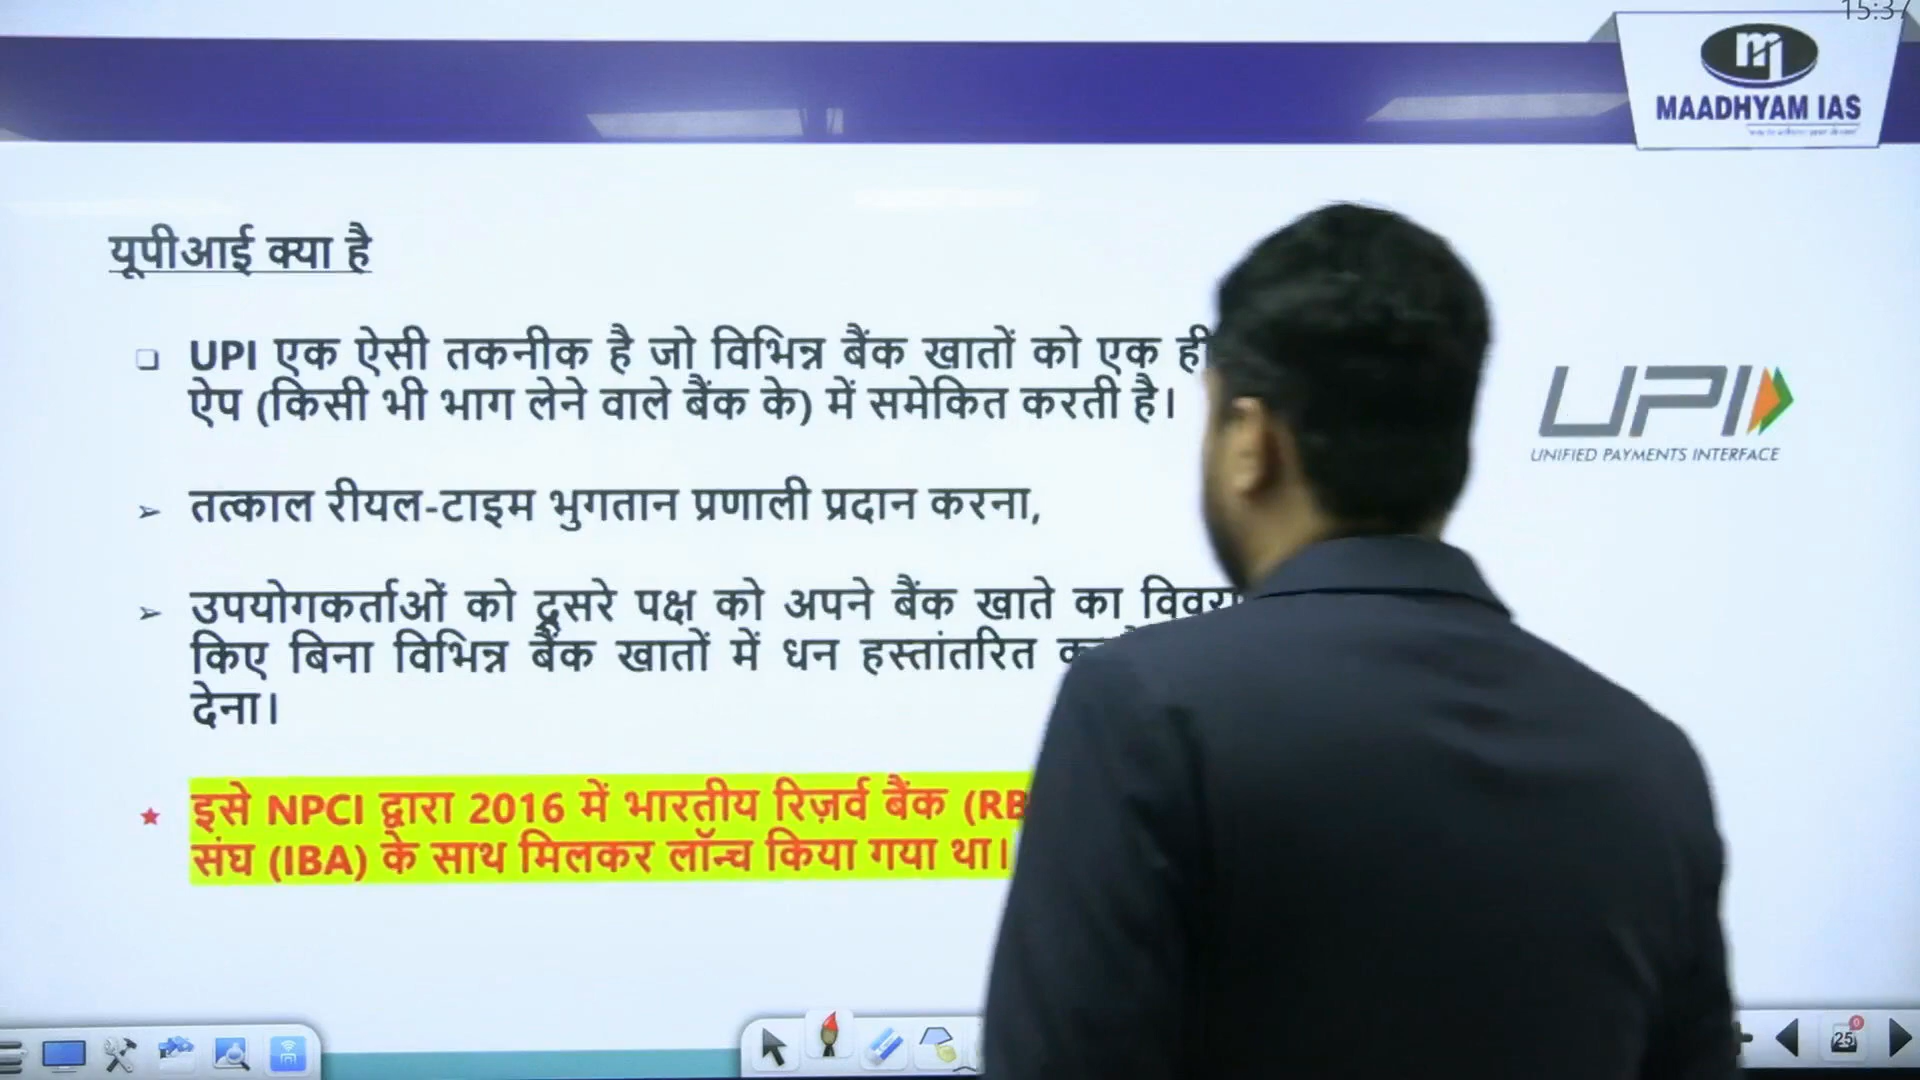 15:37
MAADHYAM IAS
यूपीआई क्या है
UPI एक ऐसी तकनीक है जो विभिन्न बैंक खातों को एक ही
ऐप (किसी भी भाग लेने वाले बैंक के) में समेकित करती है।
UPI
UNIFIED PAYMENTS INTERFACE
तत्काल रीयल-टाइम भुगतान प्रणाली प्रदान करना,
उपयोगकर्ताओं को दूसरे पक्ष को अपने बैंक खाते का
किए बिना विभिन्न बैंक खातों में धन हस्तांतरित
देना।
इसे NPCI द्वारा 2016 में भारतीय रिज़र्व बैंक (RB
संघ (IBA) के साथ मिलकर लॉन्च किया गया था।
25